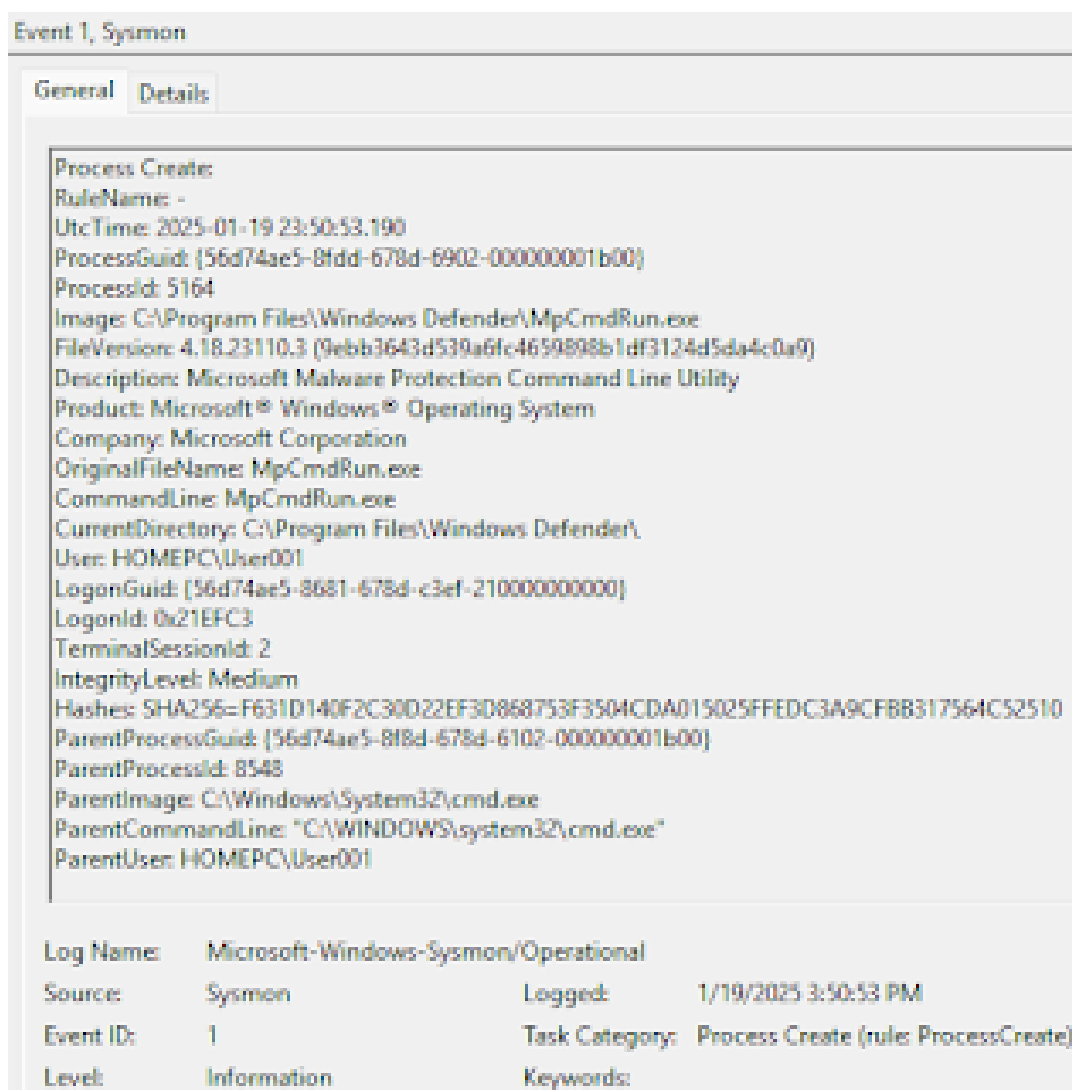 Event 1, Sysmon
General Details
Process Create:
RuleName: -
UtcTime: 2025-01-19 23:50:53.190
ProcessGuid: {56d74ae5-8fdd-678d-6902-000000001b00}
ProcessId: 5164
Image: C:\Program Files\Windows Defender\MpCmdRun.exe
FileVersion: 4.18.23110.3 (9ebb3643d539a6fc4659898b1df3124d5da4c0a9)
Description: Microsoft Malware Protection Command Line Utility
Product: Microsoft® Windows® Operating System
Company: Microsoft Corporation
OriginalFileName: MpCmdRun.exe
CommandLine: MpCmdRun.exe
CurrentDirectory: C:\Program Files\Windows Defender\
User: HOMEPC\User001
LogonGuid: {56d74ae5-8681-678d-c3ef-210000000000}
LogonId: 0x21EFC3
TerminalSessionId: 2
IntegrityLevel: Medium
Hashes: SHA256=F631D140F2C30D22EF3D868753F3504CDA015025FFEDC3A9CFBB317564C52510
ParentProcessGuid: {56d74ae5-8f8d-678d-6102-000000001b00}
ParentProcessId: 8548
ParentImage: C:\Windows\System32\cmd.exe
ParentCommandLine: "C:\WINDOWS\system32\cmd.exe"
ParentUser: HOMEPC\User001
Log Name: Microsoft-Windows-Sysmon/Operational
Source: Sysmon Logged: 1/19/2025 3:50:53 PM
Event ID: 1 Task Category: Process Create (rule: ProcessCreate)
Level: Information Keywords: